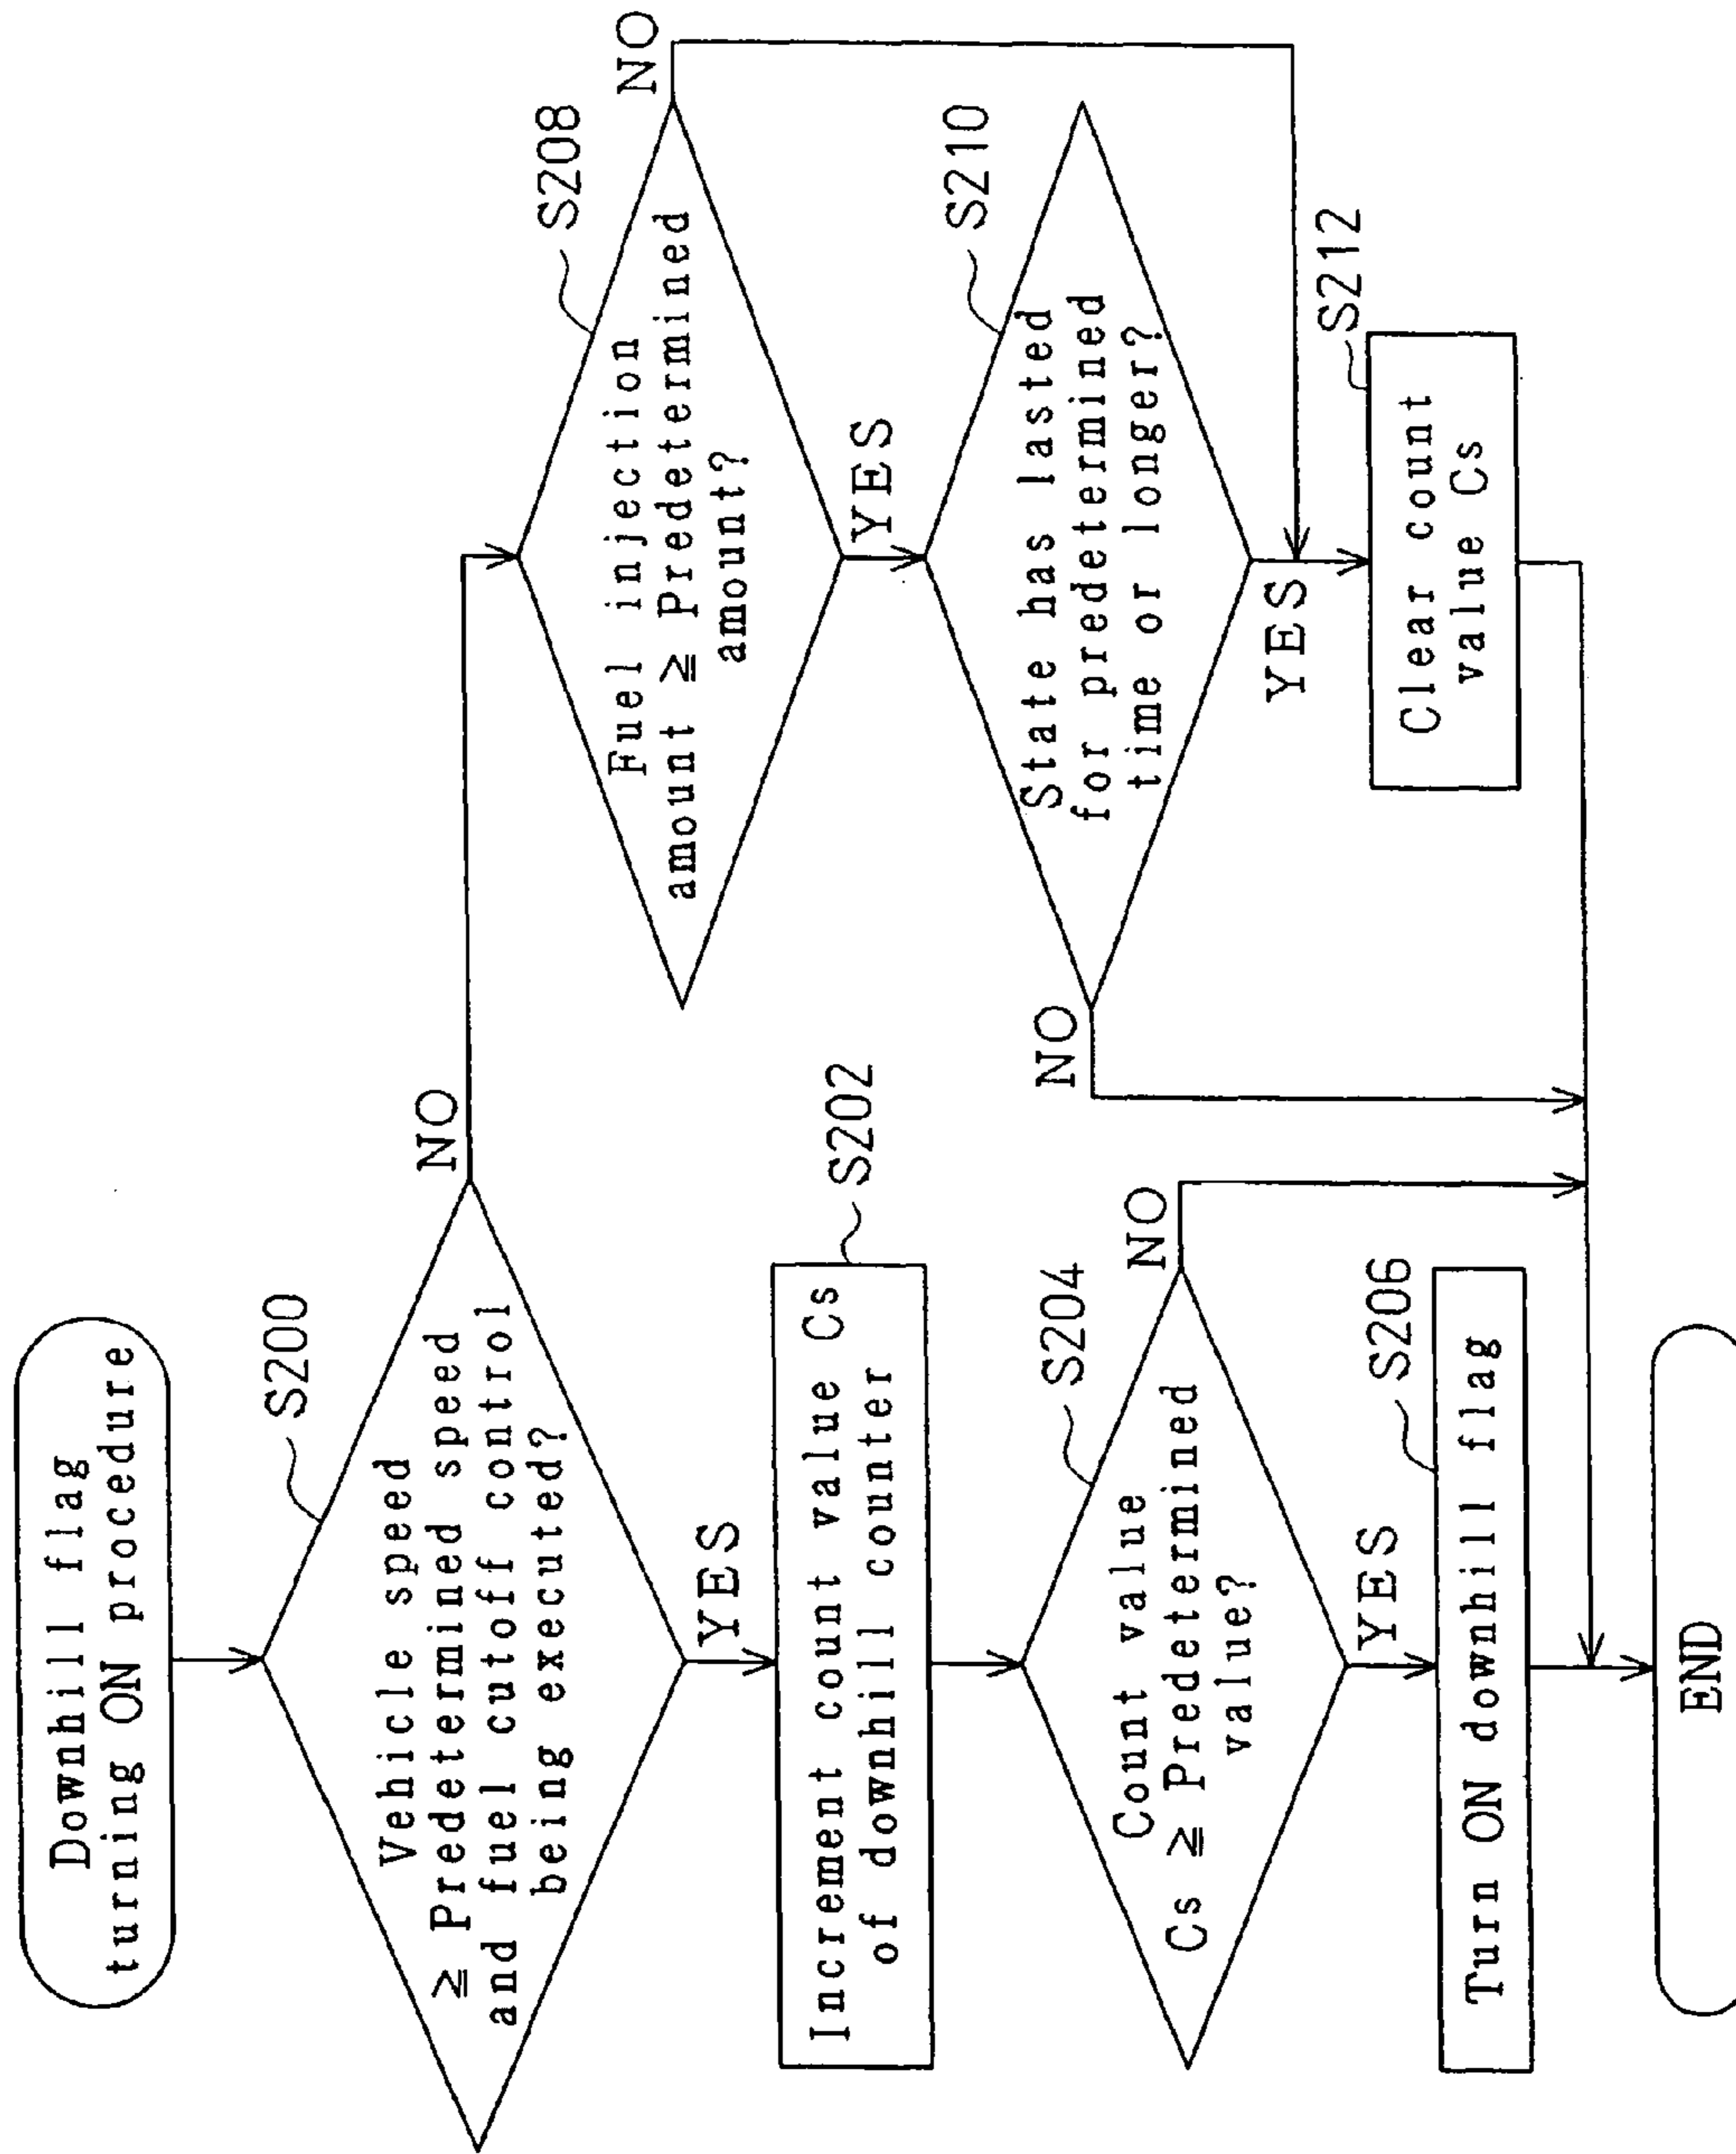 Downhill flag
turning ON procedure
S200
Vehicle speed
≧ Predetermined speed
and fuel cutoff control
being executed?
NO
YES
S202
Increment count value Cs
of downhill counter
S204
Count value
Cs ≧ Predetermined
value?
NO
YES
S206
Turn ON downhill flag
END
S208
Fuel injection
amount ≧ Predetermined
amount?
NO
YES
S210
State has lasted
for predetermined
time or longer?
NO
YES
S212
Clear count
value Cs